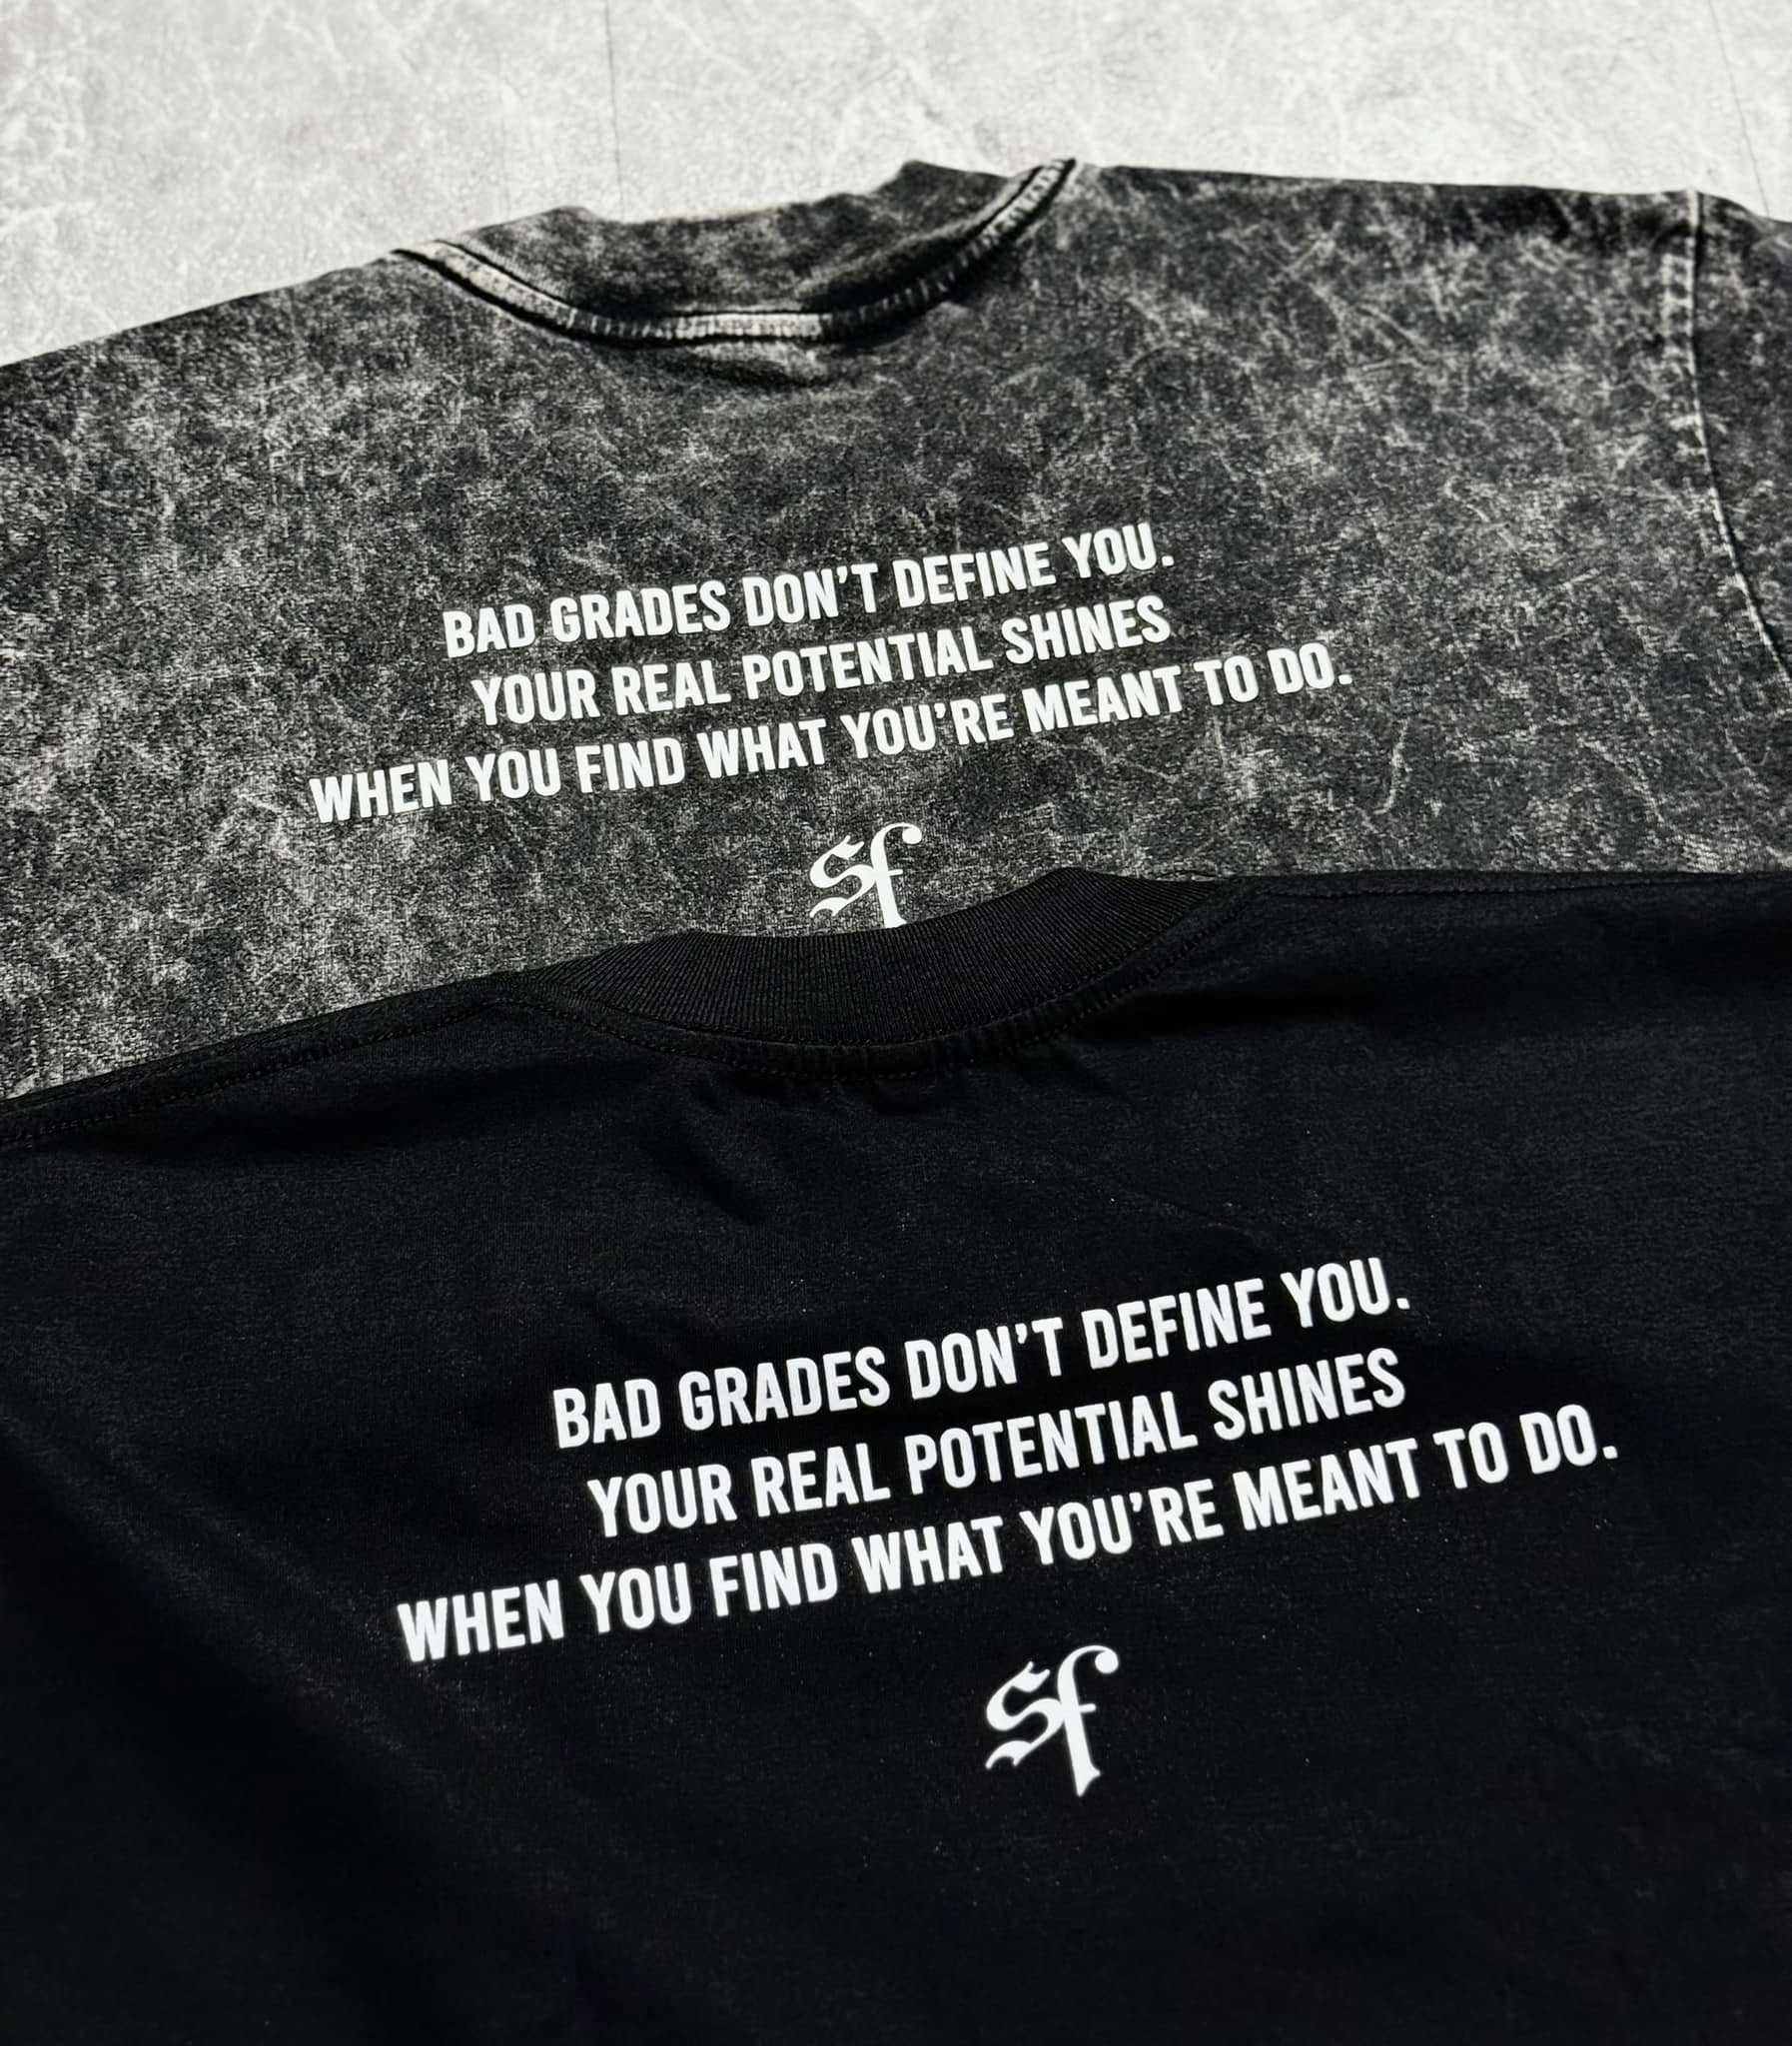 BAD GRADES DON'T DEFINE YOU.
YOUR REAL POTENTIAL SHINES
WHEN YOU FIND WHAT YOU'RE MEANT TO DO.
sf
BAD GRADES DON'T DEFINE YOU.
YOUR REAL POTENTIAL SHINES
WHEN YOU FIND WHAT YOU'RE MEANT TO DO.
sf